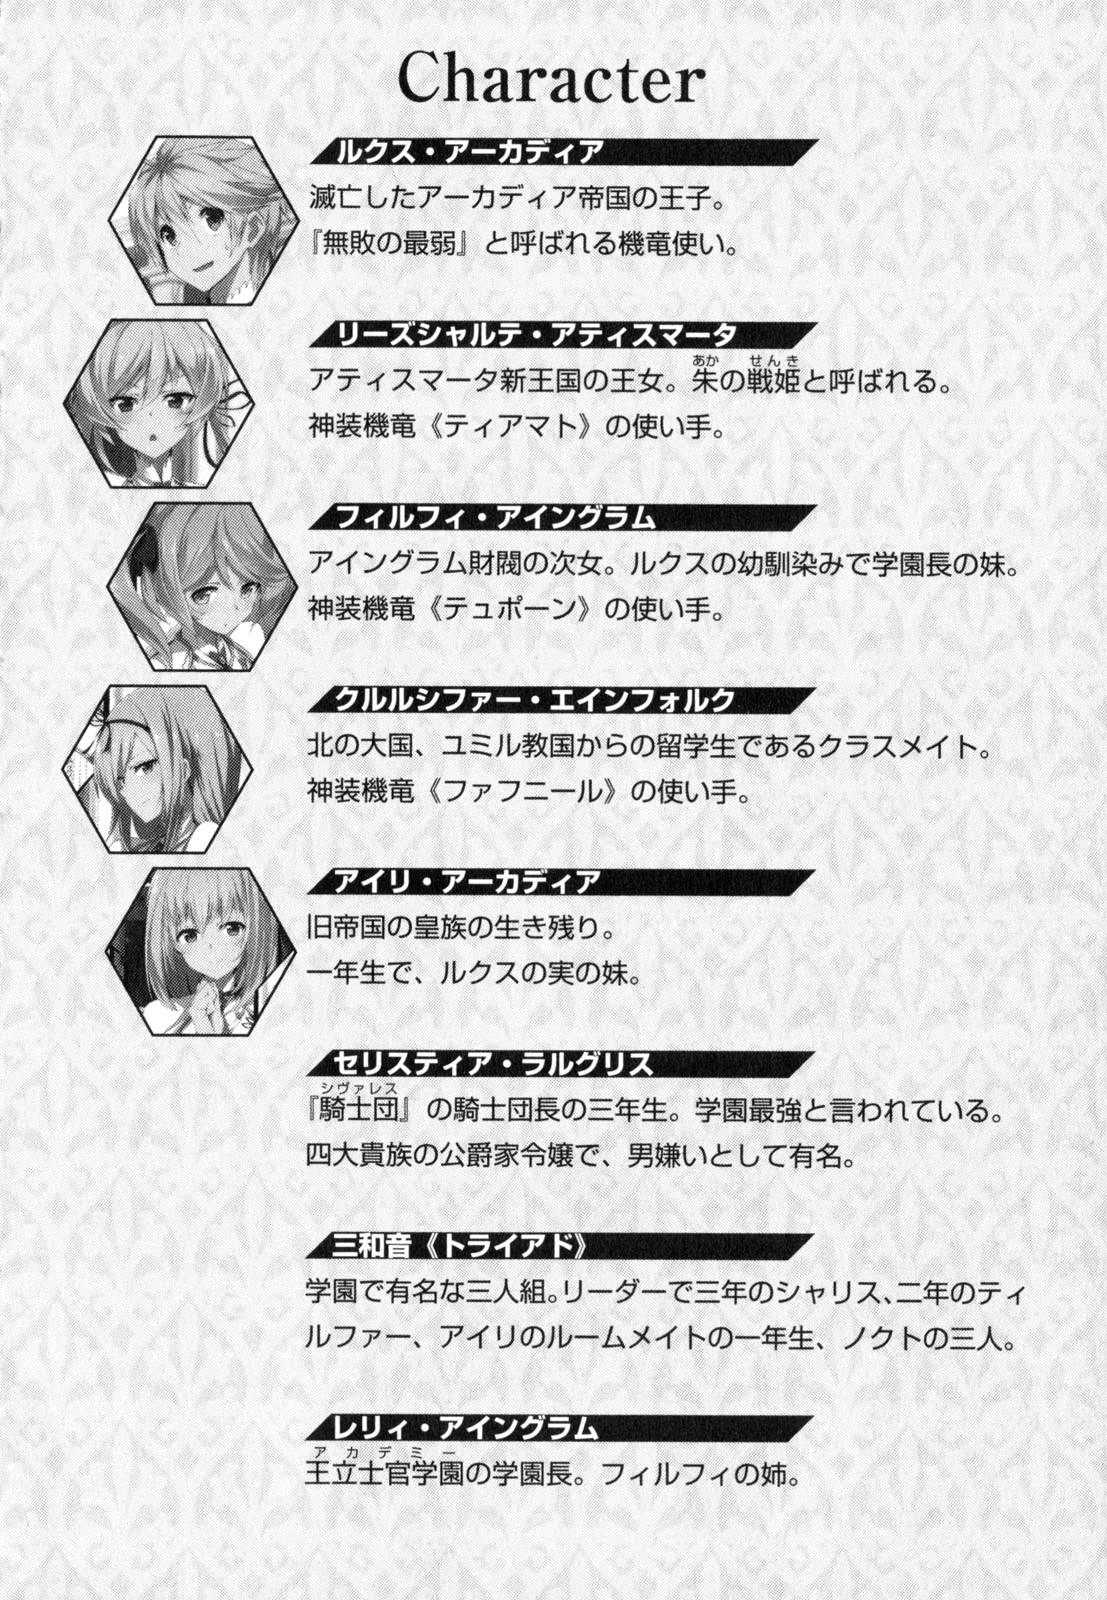 Character
ルクス・アーカディア
滅亡したアーカディア帝国の王子。
『無敗の最弱』と呼ばれる機竜使い。
リーズシャルテ・アティスマータ
あか せんき
アティスマータ新王国の王女。朱の戦姫と呼ばれる。
神装機竜《ティアマト》の使い手。
フィルフィ・アイングラム
アイングラム財閥の次女。ルクスの幼馴染みで学園長の妹。
神装機竜《テュポーン》の使い手。
クルルシファー・エインフォルク
北の大国、ユミル教国からの留学生であるクラスメイト。
神装機竜《ファフニール》の使い手。
アイリ・アーカディア
旧帝国の皇族の生き残り。
一年生で、ルクスの実の妹。
セリスティア・ラルグリス
シヴァレス
『騎士団』の騎士団長の三年生。学園最強と言われている。
四大貴族の公爵家令嬢で、男嫌いとして有名。
三和音《トライアド》
学園で有名な三人組。リーダーで三年のシャリス、二年のティ
ルファー、アイリのルームメイトの一年生、ノクトの三人。
レリィ・アイングラム
アカデミー
王立士官学園の学園長。フィルフィの姉。